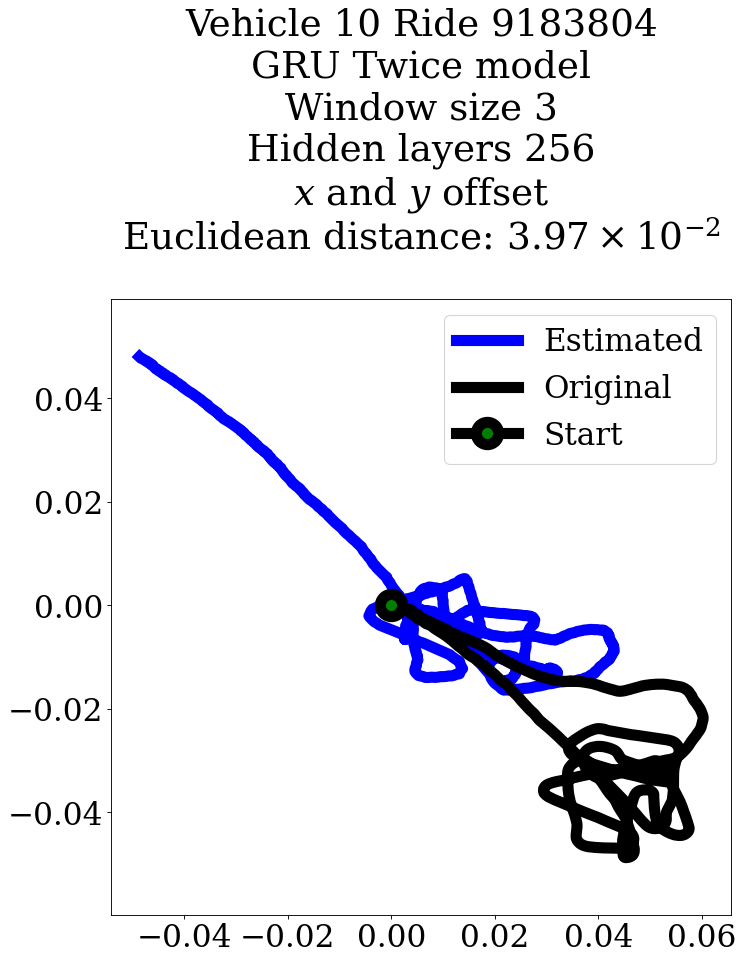 Vehicle 10 Ride 9183804
GRU Twice model
Window size 3
Hidden layers 256
x and y offset
Euclidean distance: 3.97 × 10⁻²
Estimated
Original
Start
0.04
0.02
0.00
−0.02
−0.04
−0.04 −0.02 0.00 0.02 0.04 0.06